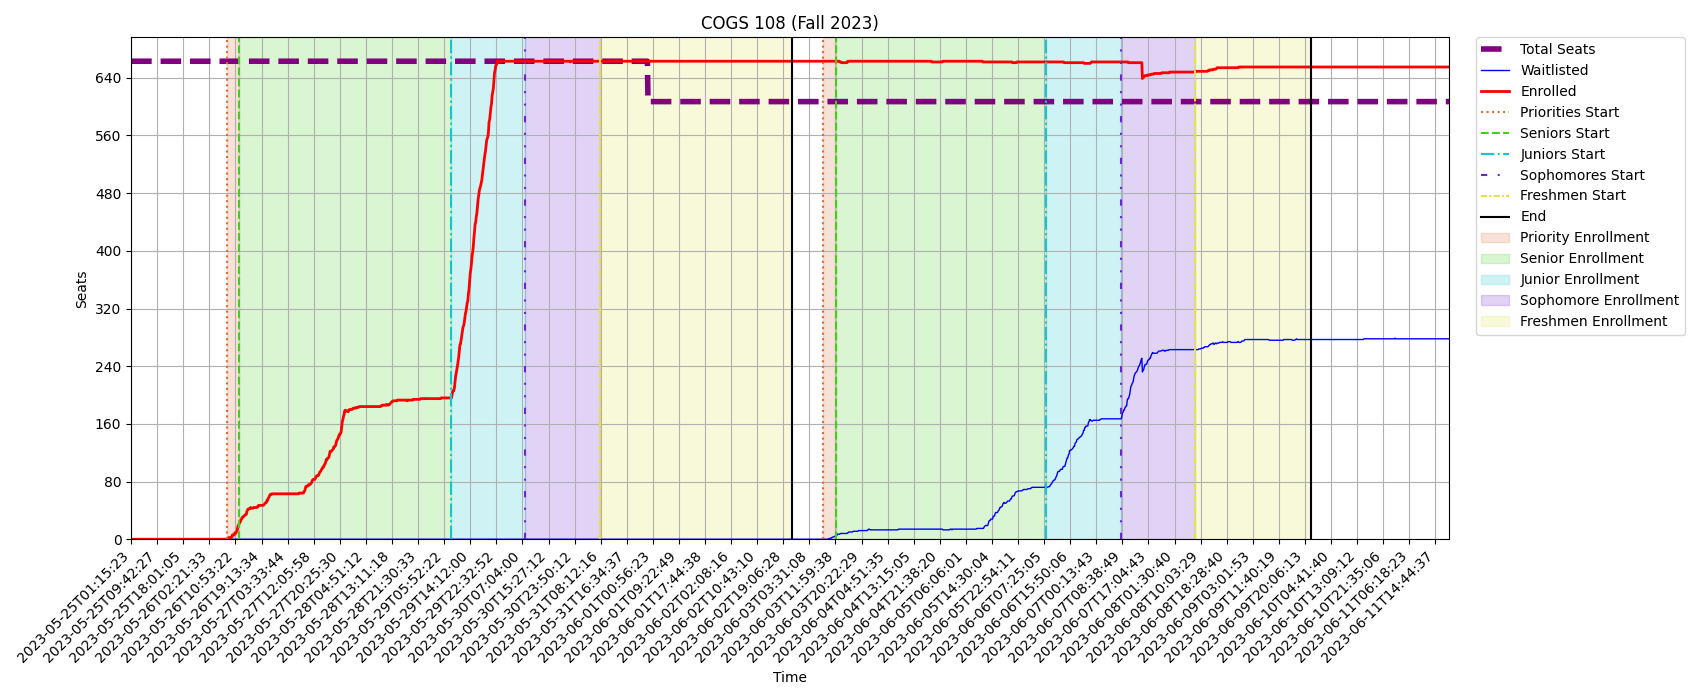 COGS 108 (Fall 2023)
Seats
640
560
480
400
320
240
160
80
0
2023-05-25T01:15:23
2023-05-25T09:42:27
2023-05-25T18:01:05
2023-05-26T02:21:33
2023-05-26T10:53:22
2023-05-26T19:13:34
2023-05-27T03:33:44
2023-05-27T12:05:58
2023-05-27T20:25:30
2023-05-28T04:51:12
2023-05-28T13:11:18
2023-05-28T21:30:33
2023-05-29T05:52:22
2023-05-29T14:12:00
2023-05-29T22:32:52
2023-05-30T07:04:00
2023-05-30T15:27:12
2023-05-30T23:50:12
2023-05-31T08:12:16
2023-05-31T16:34:37
2023-06-01T00:56:23
2023-06-01T09:22:49
2023-06-01T17:44:38
2023-06-02T02:08:16
2023-06-02T10:43:10
2023-06-02T19:06:28
2023-06-03T03:31:08
2023-06-03T11:59:38
2023-06-03T20:22:29
2023-06-04T04:51:35
2023-06-04T13:15:05
2023-06-04T21:38:20
2023-06-05T06:06:01
2023-06-05T14:30:04
2023-06-05T22:54:11
2023-06-06T07:25:05
2023-06-06T15:50:06
2023-06-07T00:13:43
2023-06-07T08:38:49
2023-06-07T17:04:43
2023-06-08T01:30:40
2023-06-08T10:03:29
2023-06-08T18:28:40
2023-06-09T03:01:53
2023-06-09T11:40:19
2023-06-09T20:06:13
2023-06-10T04:41:40
2023-06-10T13:09:12
2023-06-10T21:35:06
2023-06-11T06:18:23
2023-06-11T14:44:37
Time
Total Seats
Waitlisted
Enrolled
Priorities Start
Seniors Start
Juniors Start
Sophomores Start
Freshmen Start
End
Priority Enrollment
Senior Enrollment
Junior Enrollment
Sophomore Enrollment
Freshmen Enrollment